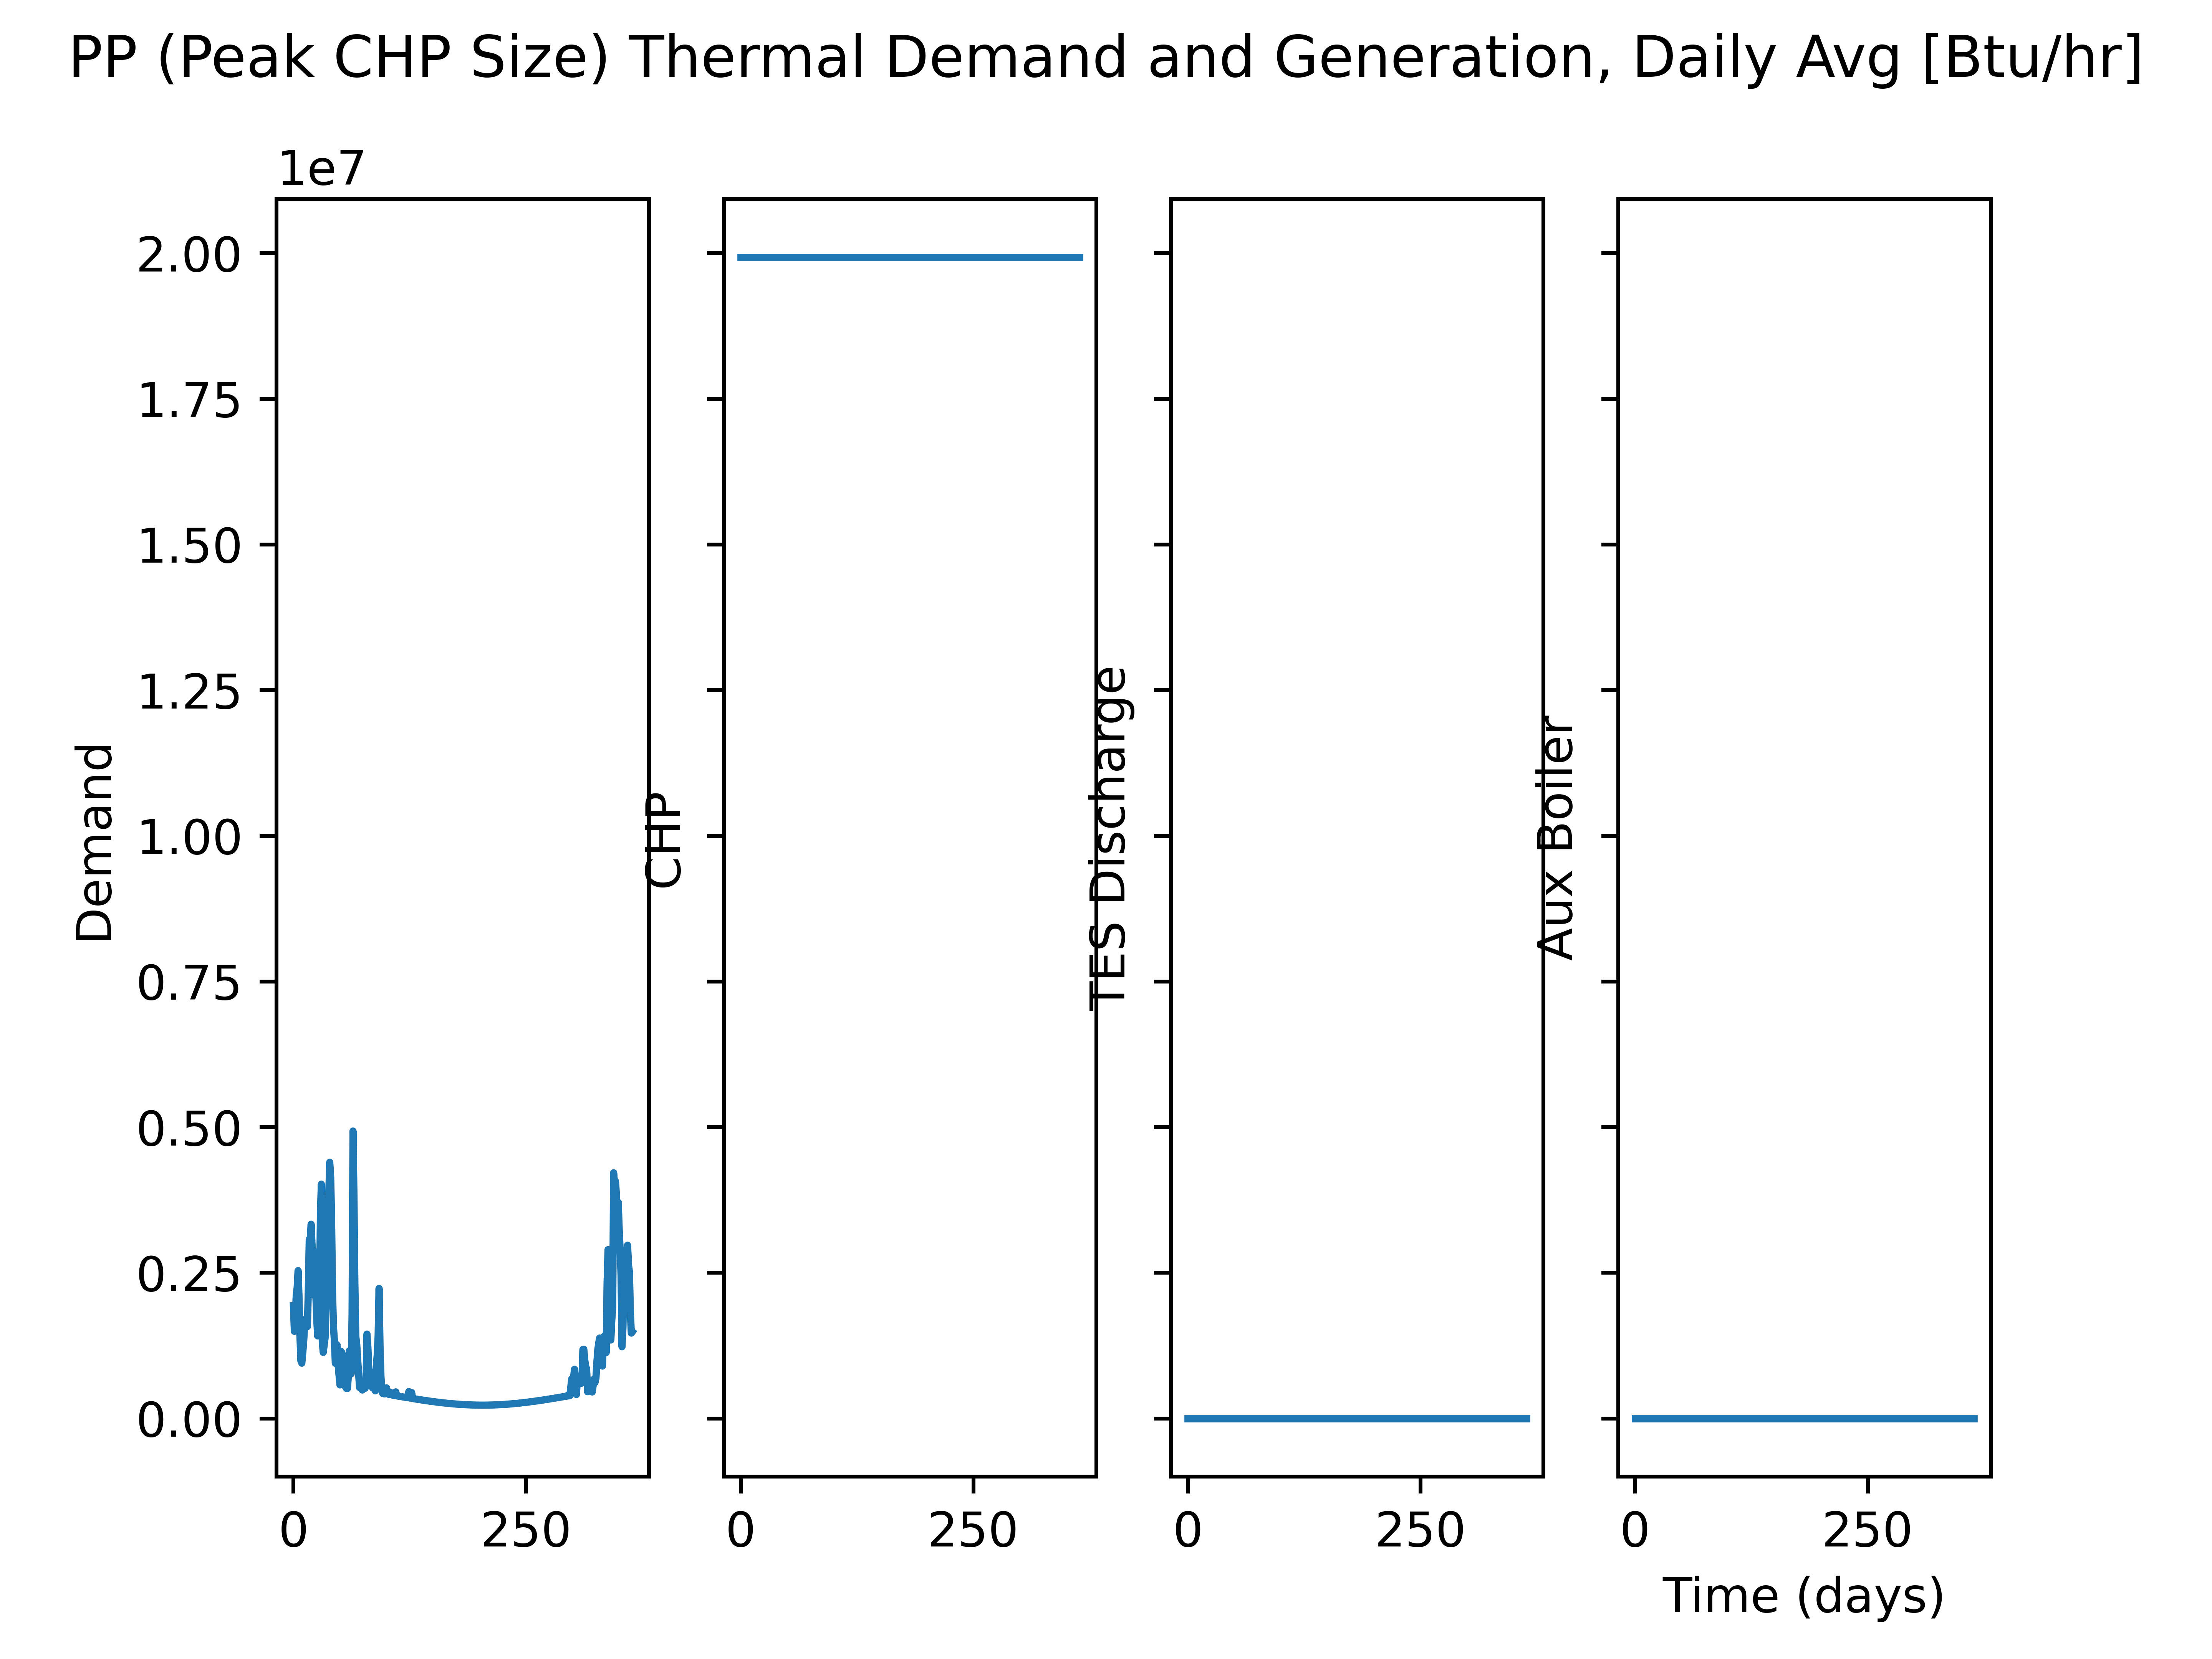 PP (Peak CHP Size) Thermal Demand and Generation, Daily Avg [Btu/hr]
1e7
2.00
1.75
1.50
1.25
1.00
0.75
0.50
0.25
0.00
Demand
CHP
TES Discharge
Aux Boiler
0 250 0 250 0 250 0 250
Time (days)